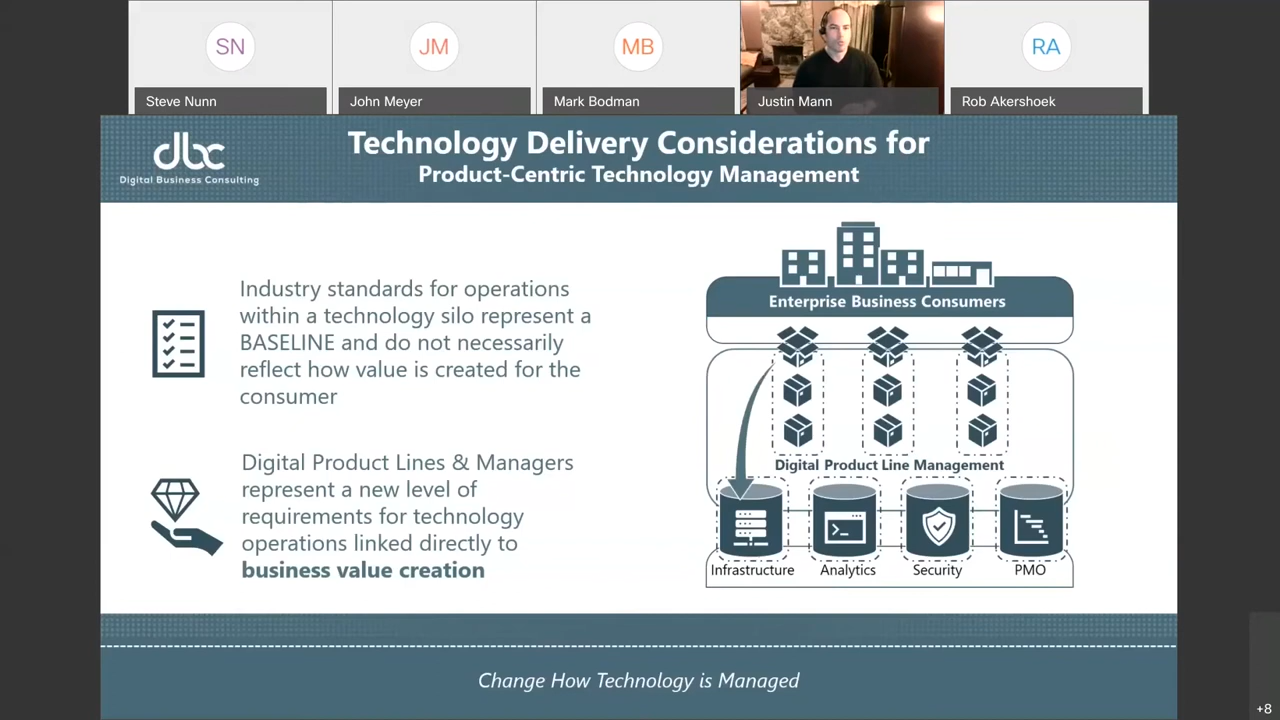 SN
JM
MB
RA
Steve Nunn
John Meyer
Mark Bodman
Justin Mann
Rob Akershoek
dbc
Digital Business Consulting
Technology Delivery Considerations for
Product-Centric Technology Management
Industry standards for operations
within a technology silo represent a
BASELINE and do not necessarily
reflect how value is created for the
consumer
Digital Product Lines & Managers
represent a new level of
requirements for technology
operations linked directly to
business value creation
Enterprise Business Consumers
Digital Product Line Management
Infrastructure
Analytics
Security
PMO
Change How Technology is Managed
+8